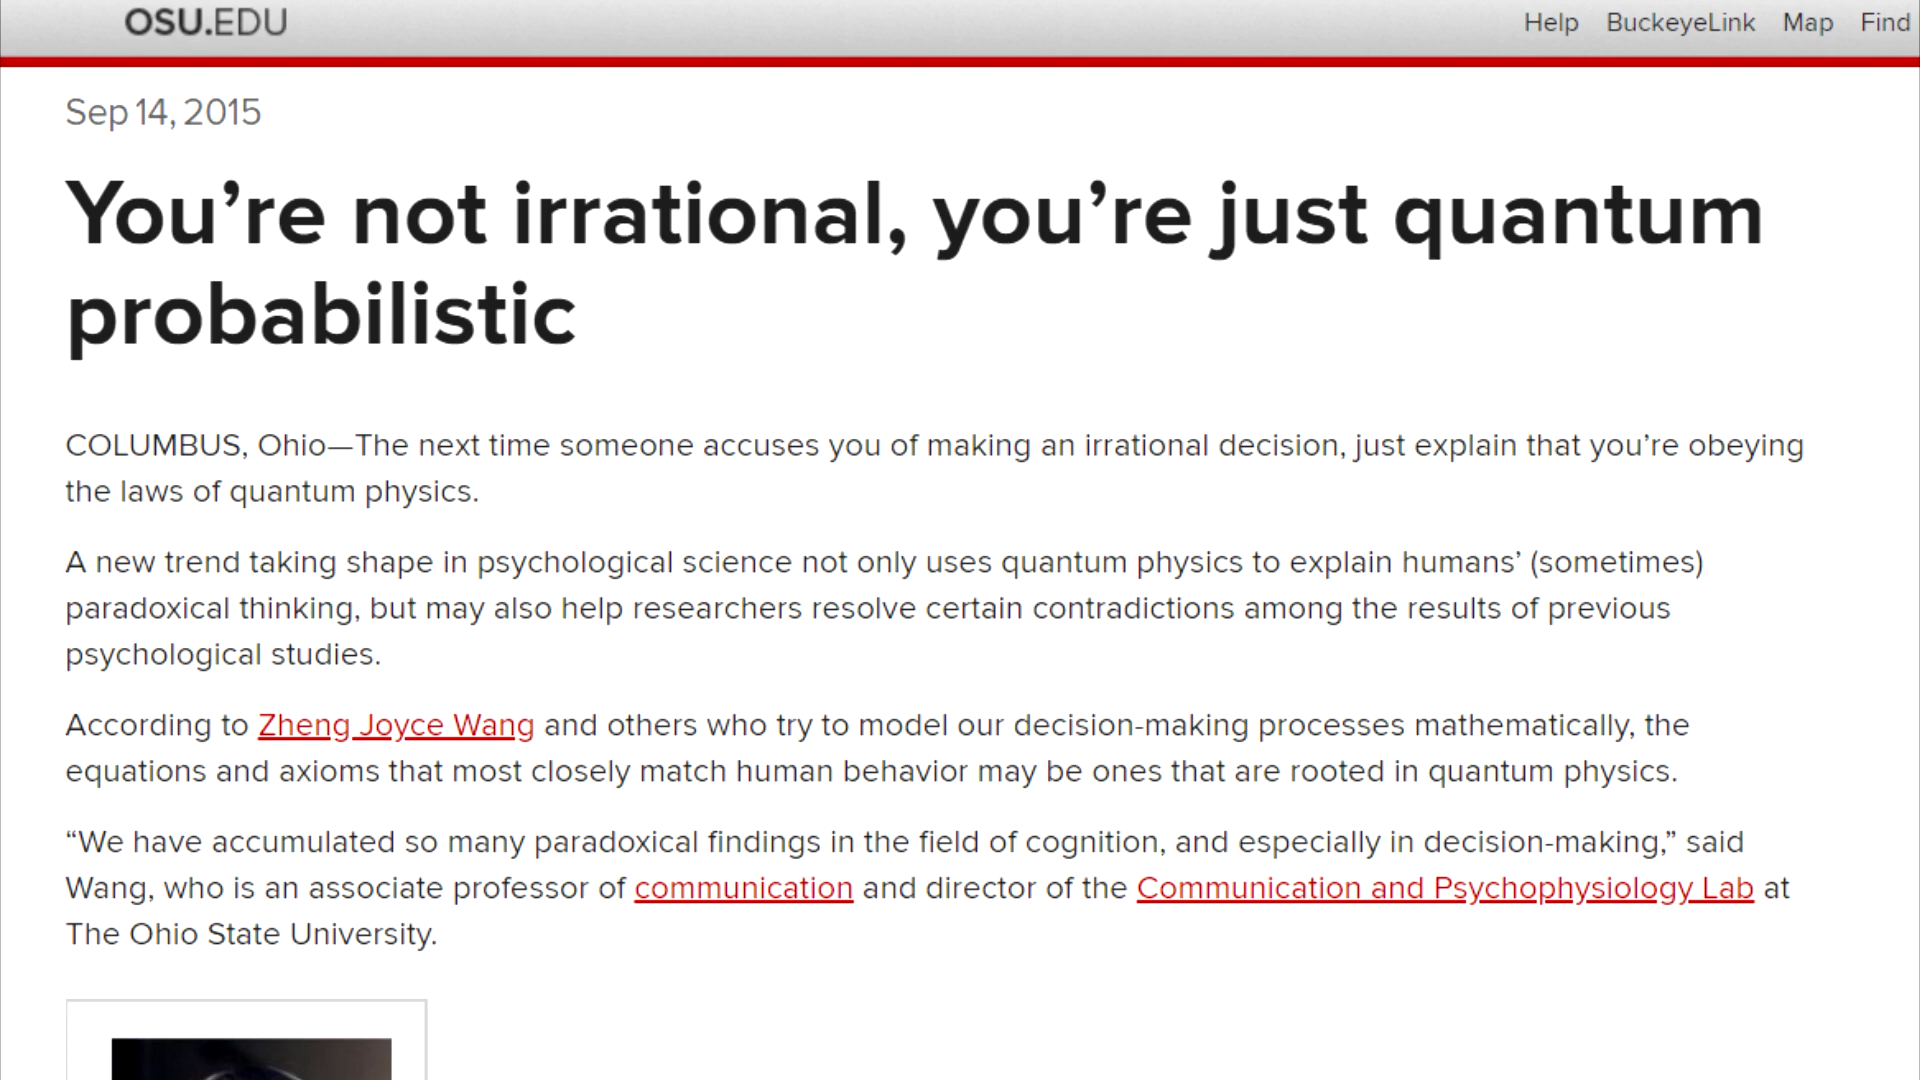 OSU.EDU
Help BuckeyeLink Map Find
Sep 14, 2015
You’re not irrational, you’re just quantum
probabilistic
COLUMBUS, Ohio—The next time someone accuses you of making an irrational decision, just explain that you’re obeying
the laws of quantum physics.
A new trend taking shape in psychological science not only uses quantum physics to explain humans’ (sometimes)
paradoxical thinking, but may also help researchers resolve certain contradictions among the results of previous
psychological studies.
According to Zheng Joyce Wang and others who try to model our decision-making processes mathematically, the
equations and axioms that most closely match human behavior may be ones that are rooted in quantum physics.
“We have accumulated so many paradoxical findings in the field of cognition, and especially in decision-making,” said
Wang, who is an associate professor of communication and director of the Communication and Psychophysiology Lab at
The Ohio State University.